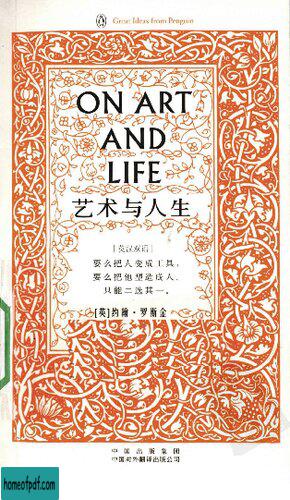 Great Ideas from Penguin
ON ART
AND
LIFE
艺术与人生
[英汉双语]
要么把人变成工具,
要么把他塑造成人,
只能二选其一。
[英]约翰·罗斯金
中国出版集团
中国对外翻译出版公司
homeofpdf.com